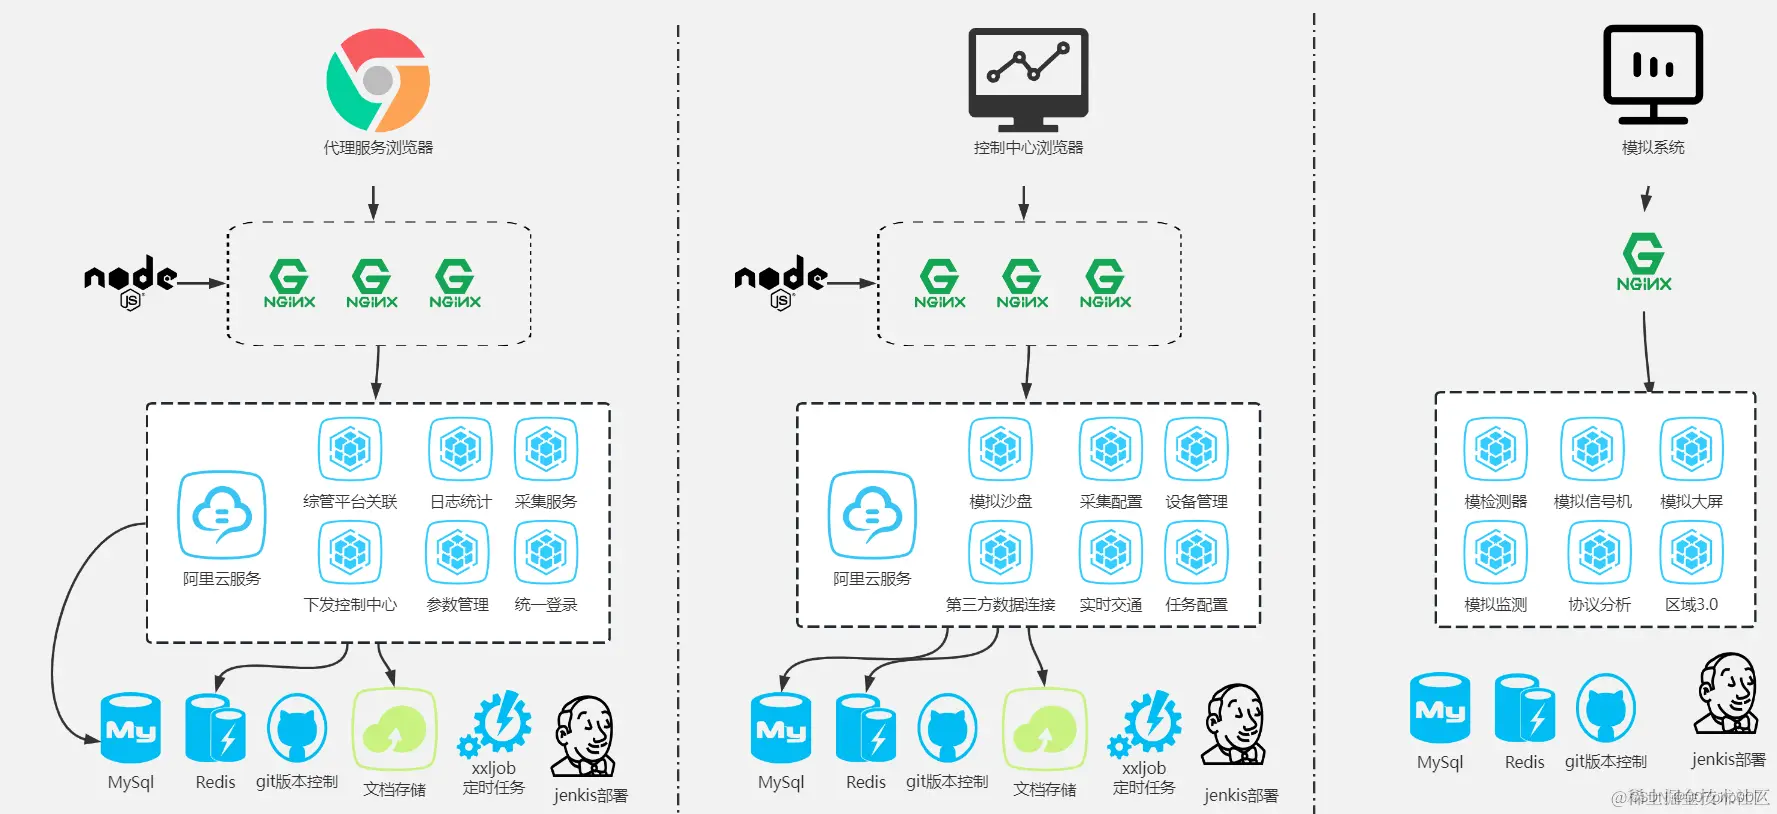 代理服务浏览器
node
JS
NGiNX
NGiNX
NGiNX
综管平台关联
日志统计
采集服务
阿里云服务
下发控制中心
参数管理
统一登录
My
MySql
Redis
git版本控制
文档存储
xxljob
定时任务
jenkis部署
控制中心浏览器
node
JS
NGiNX
NGiNX
NGiNX
模拟沙盘
采集配置
设备管理
阿里云服务
第三方数据连接
实时交通
任务配置
My
MySql
Redis
git版本控制
文档存储
xxljob
定时任务
jenkis部署
模拟系统
NGiNX
模检测器
模拟信号机
模拟大屏
模拟监测
协议分析
区域3.0
My
MySql
Redis
git版本控制
jenkis部署
@稀土掘金技术社区